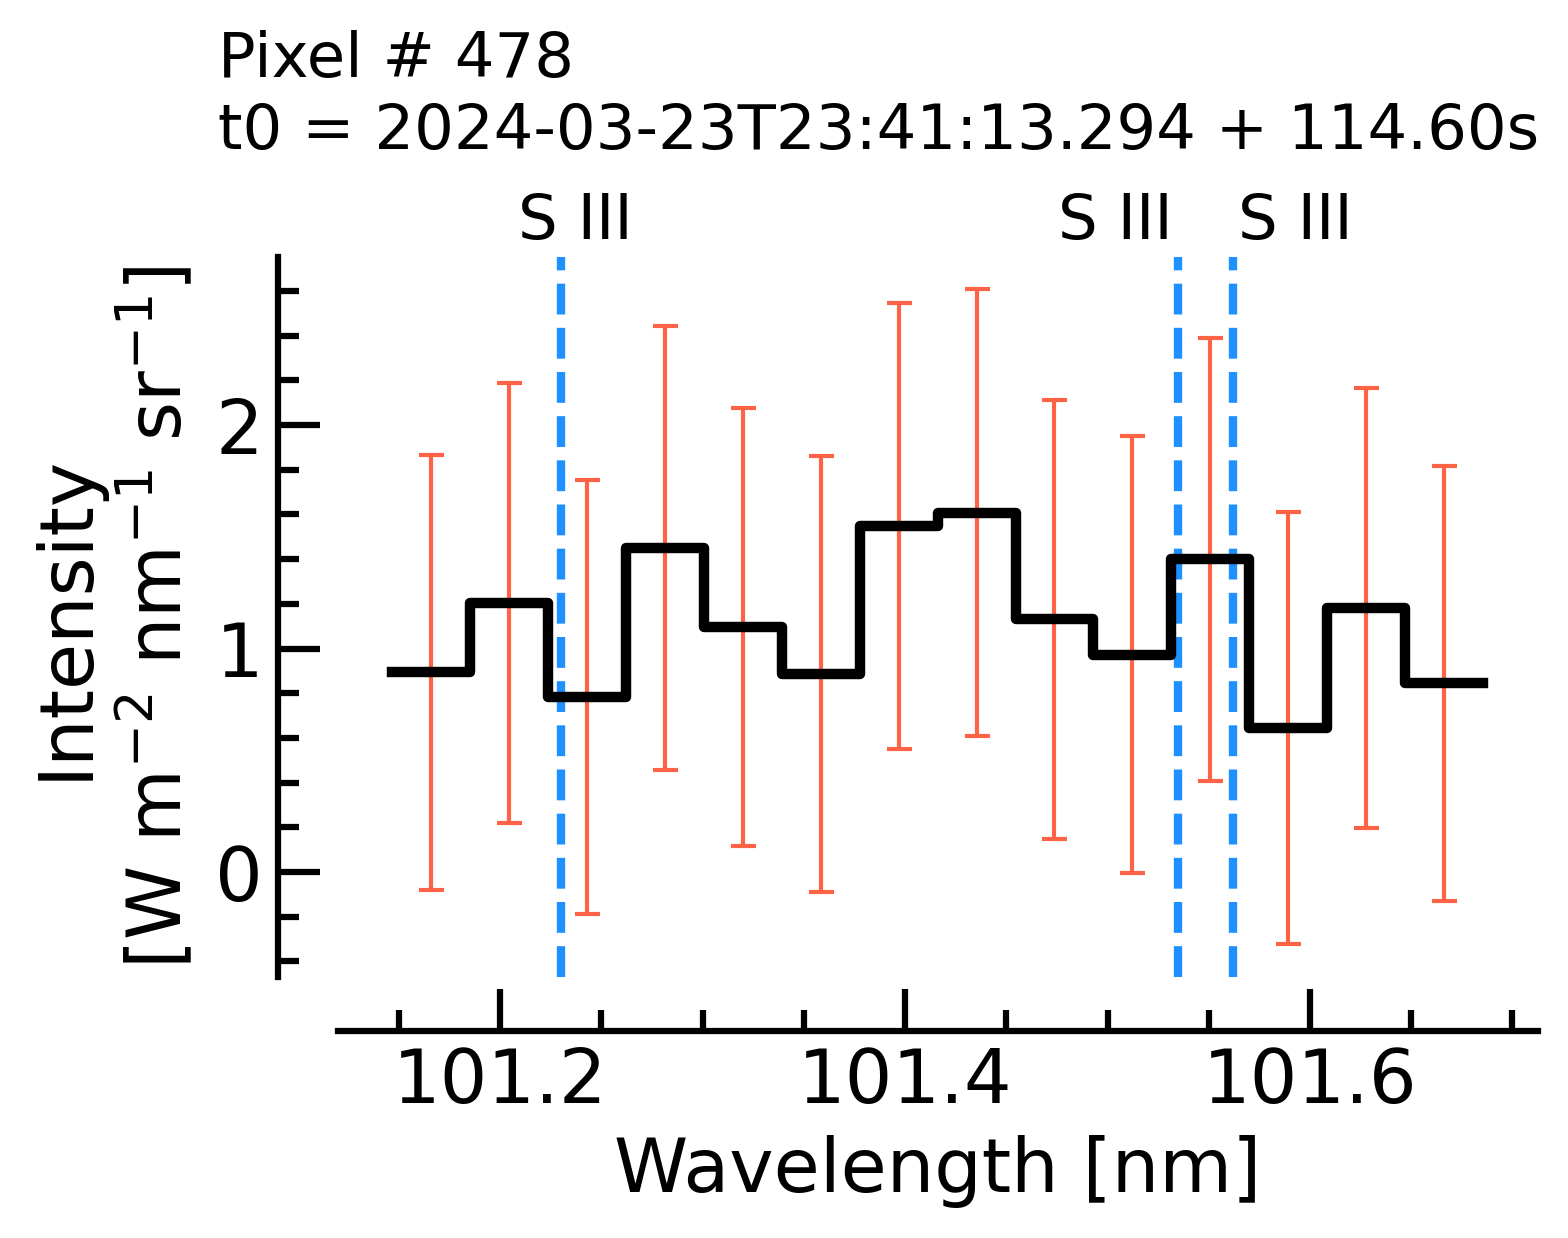 Pixel # 478
t0 = 2024-03-23T23:41:13.294 + 114.60s
S III S III S III
Intensity
[W m⁻² nm⁻¹ sr⁻¹]
2
1
0
101.2 101.4 101.6
Wavelength [nm]